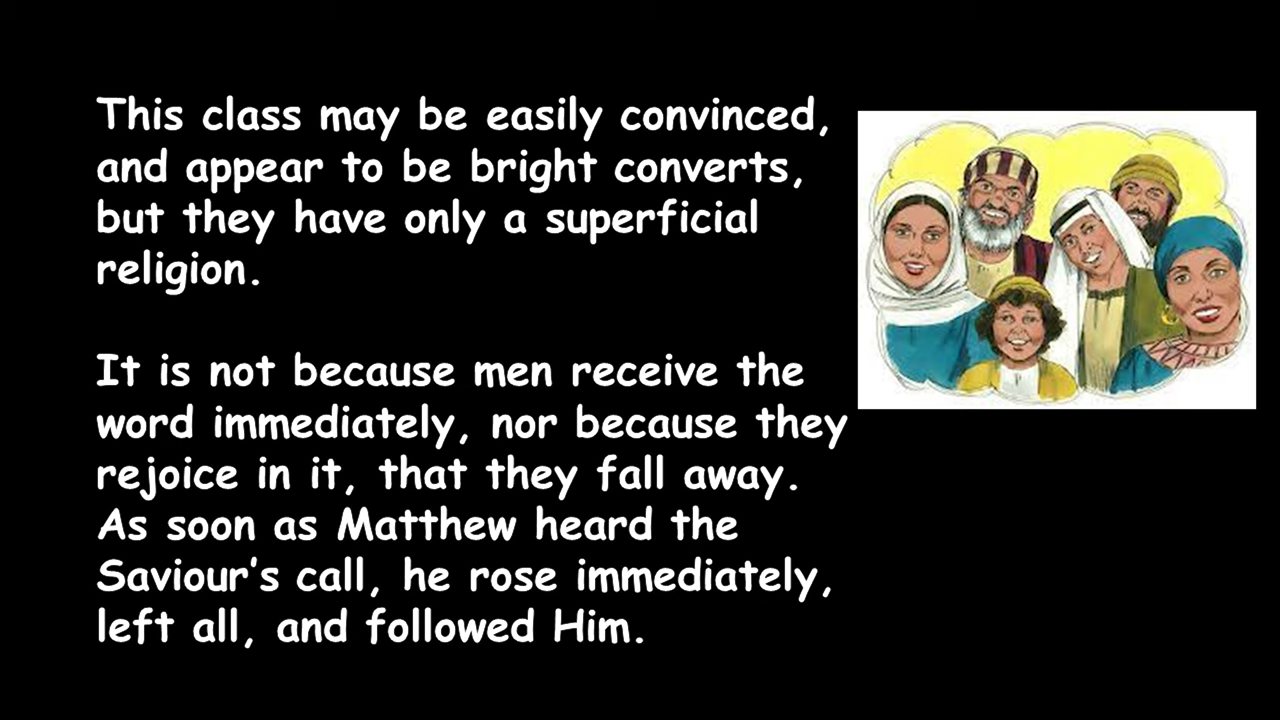 This class may be easily convinced,
and appear to be bright converts,
but they have only a superficial
religion.
It is not because men receive the
word immediately, nor because they
rejoice in it, that they fall away.
As soon as Matthew heard the
Saviour’s call, he rose immediately,
left all, and followed Him.